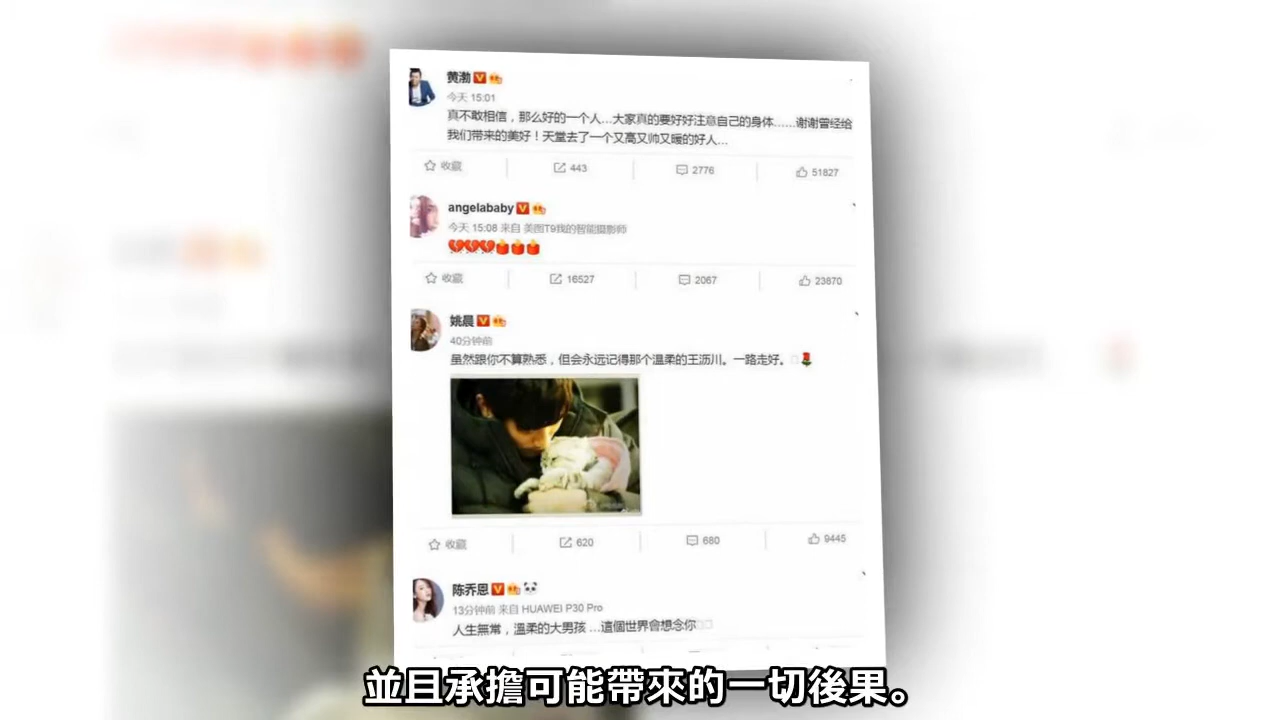 黄渤
今天 15:01
真不敢相信，那么好的一个人...大家真的要好好注意自己的身体......谢谢曾经给
我们带来的美好！天堂去了一个又高又帅又暖的好人...
收藏 443 2776 51827
angelababy
今天 15:08 来自 美图T9我的智能摄影师
收藏 16527 2067 23870
姚晨
40分钟前
虽然跟你不算熟悉，但会永远记得那个温柔的王沥川。一路走好。
收藏 620 680 9445
陈乔恩
13分钟前 来自 HUAWEI P30 Pro
人生無常，溫柔的大男孩 ...這個世界會想念你
並且承擔可能帶來的一切後果。